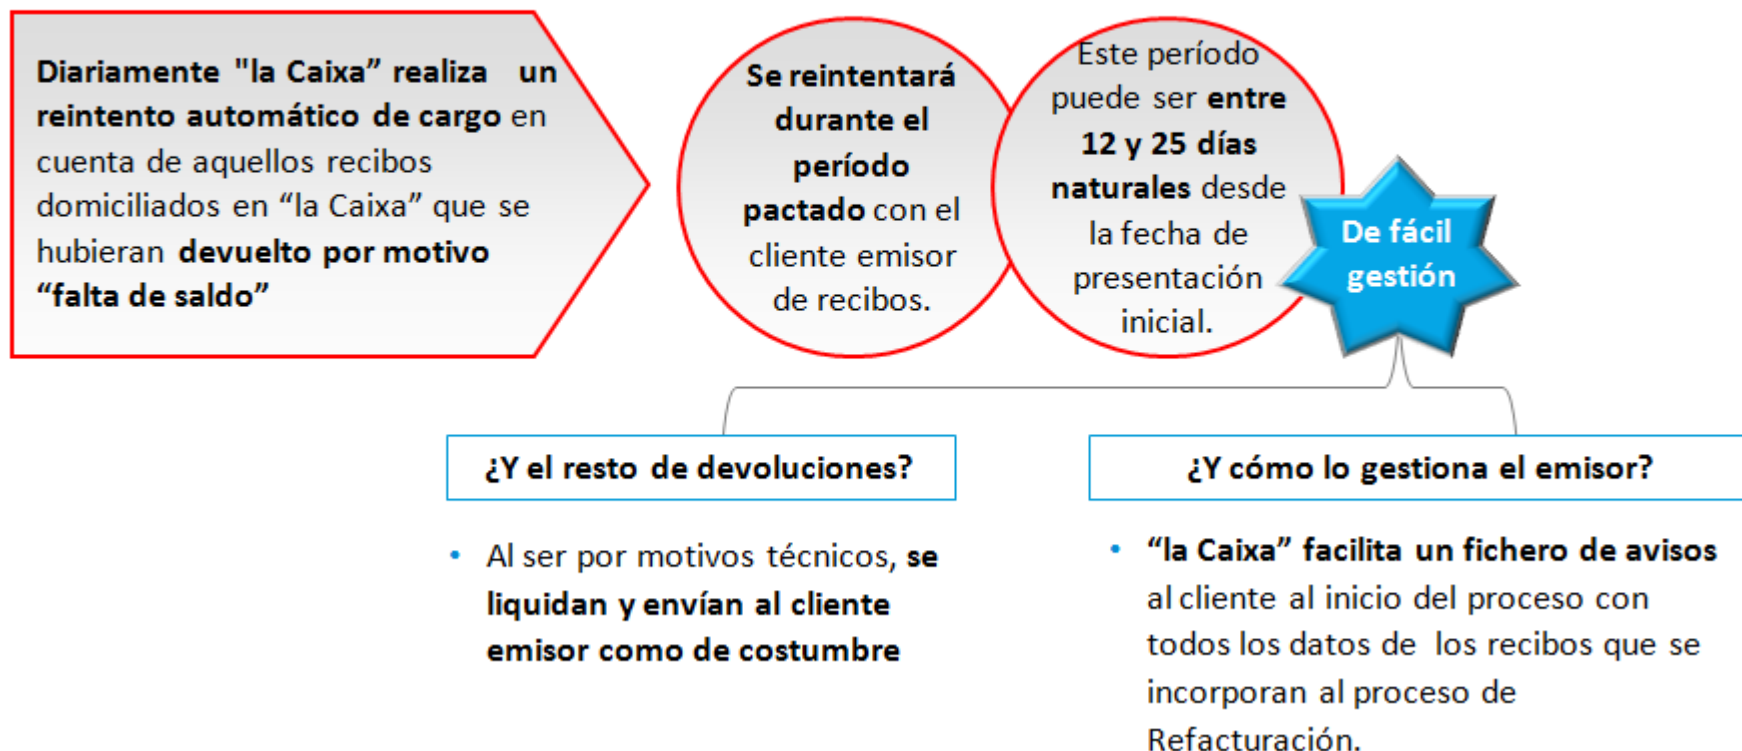 Diariamente "la Caixa” realiza un
reintento automático de cargo en
cuenta de aquellos recibos
domiciliados en “la Caixa” que se
hubieran devuelto por motivo
“falta de saldo”
Se reintentará
durante el
período
pactado con el
cliente emisor
de recibos.
Este período
puede ser entre
12 y 25 días
naturales desde
la fecha de
presentación
inicial.
De fácil
gestión
¿Y el resto de devoluciones?
• Al ser por motivos técnicos, se
liquidan y envían al cliente
emisor como de costumbre
¿Y cómo lo gestiona el emisor?
• “la Caixa” facilita un fichero de avisos
al cliente al inicio del proceso con
todos los datos de los recibos que se
incorporan al proceso de
Refacturación.